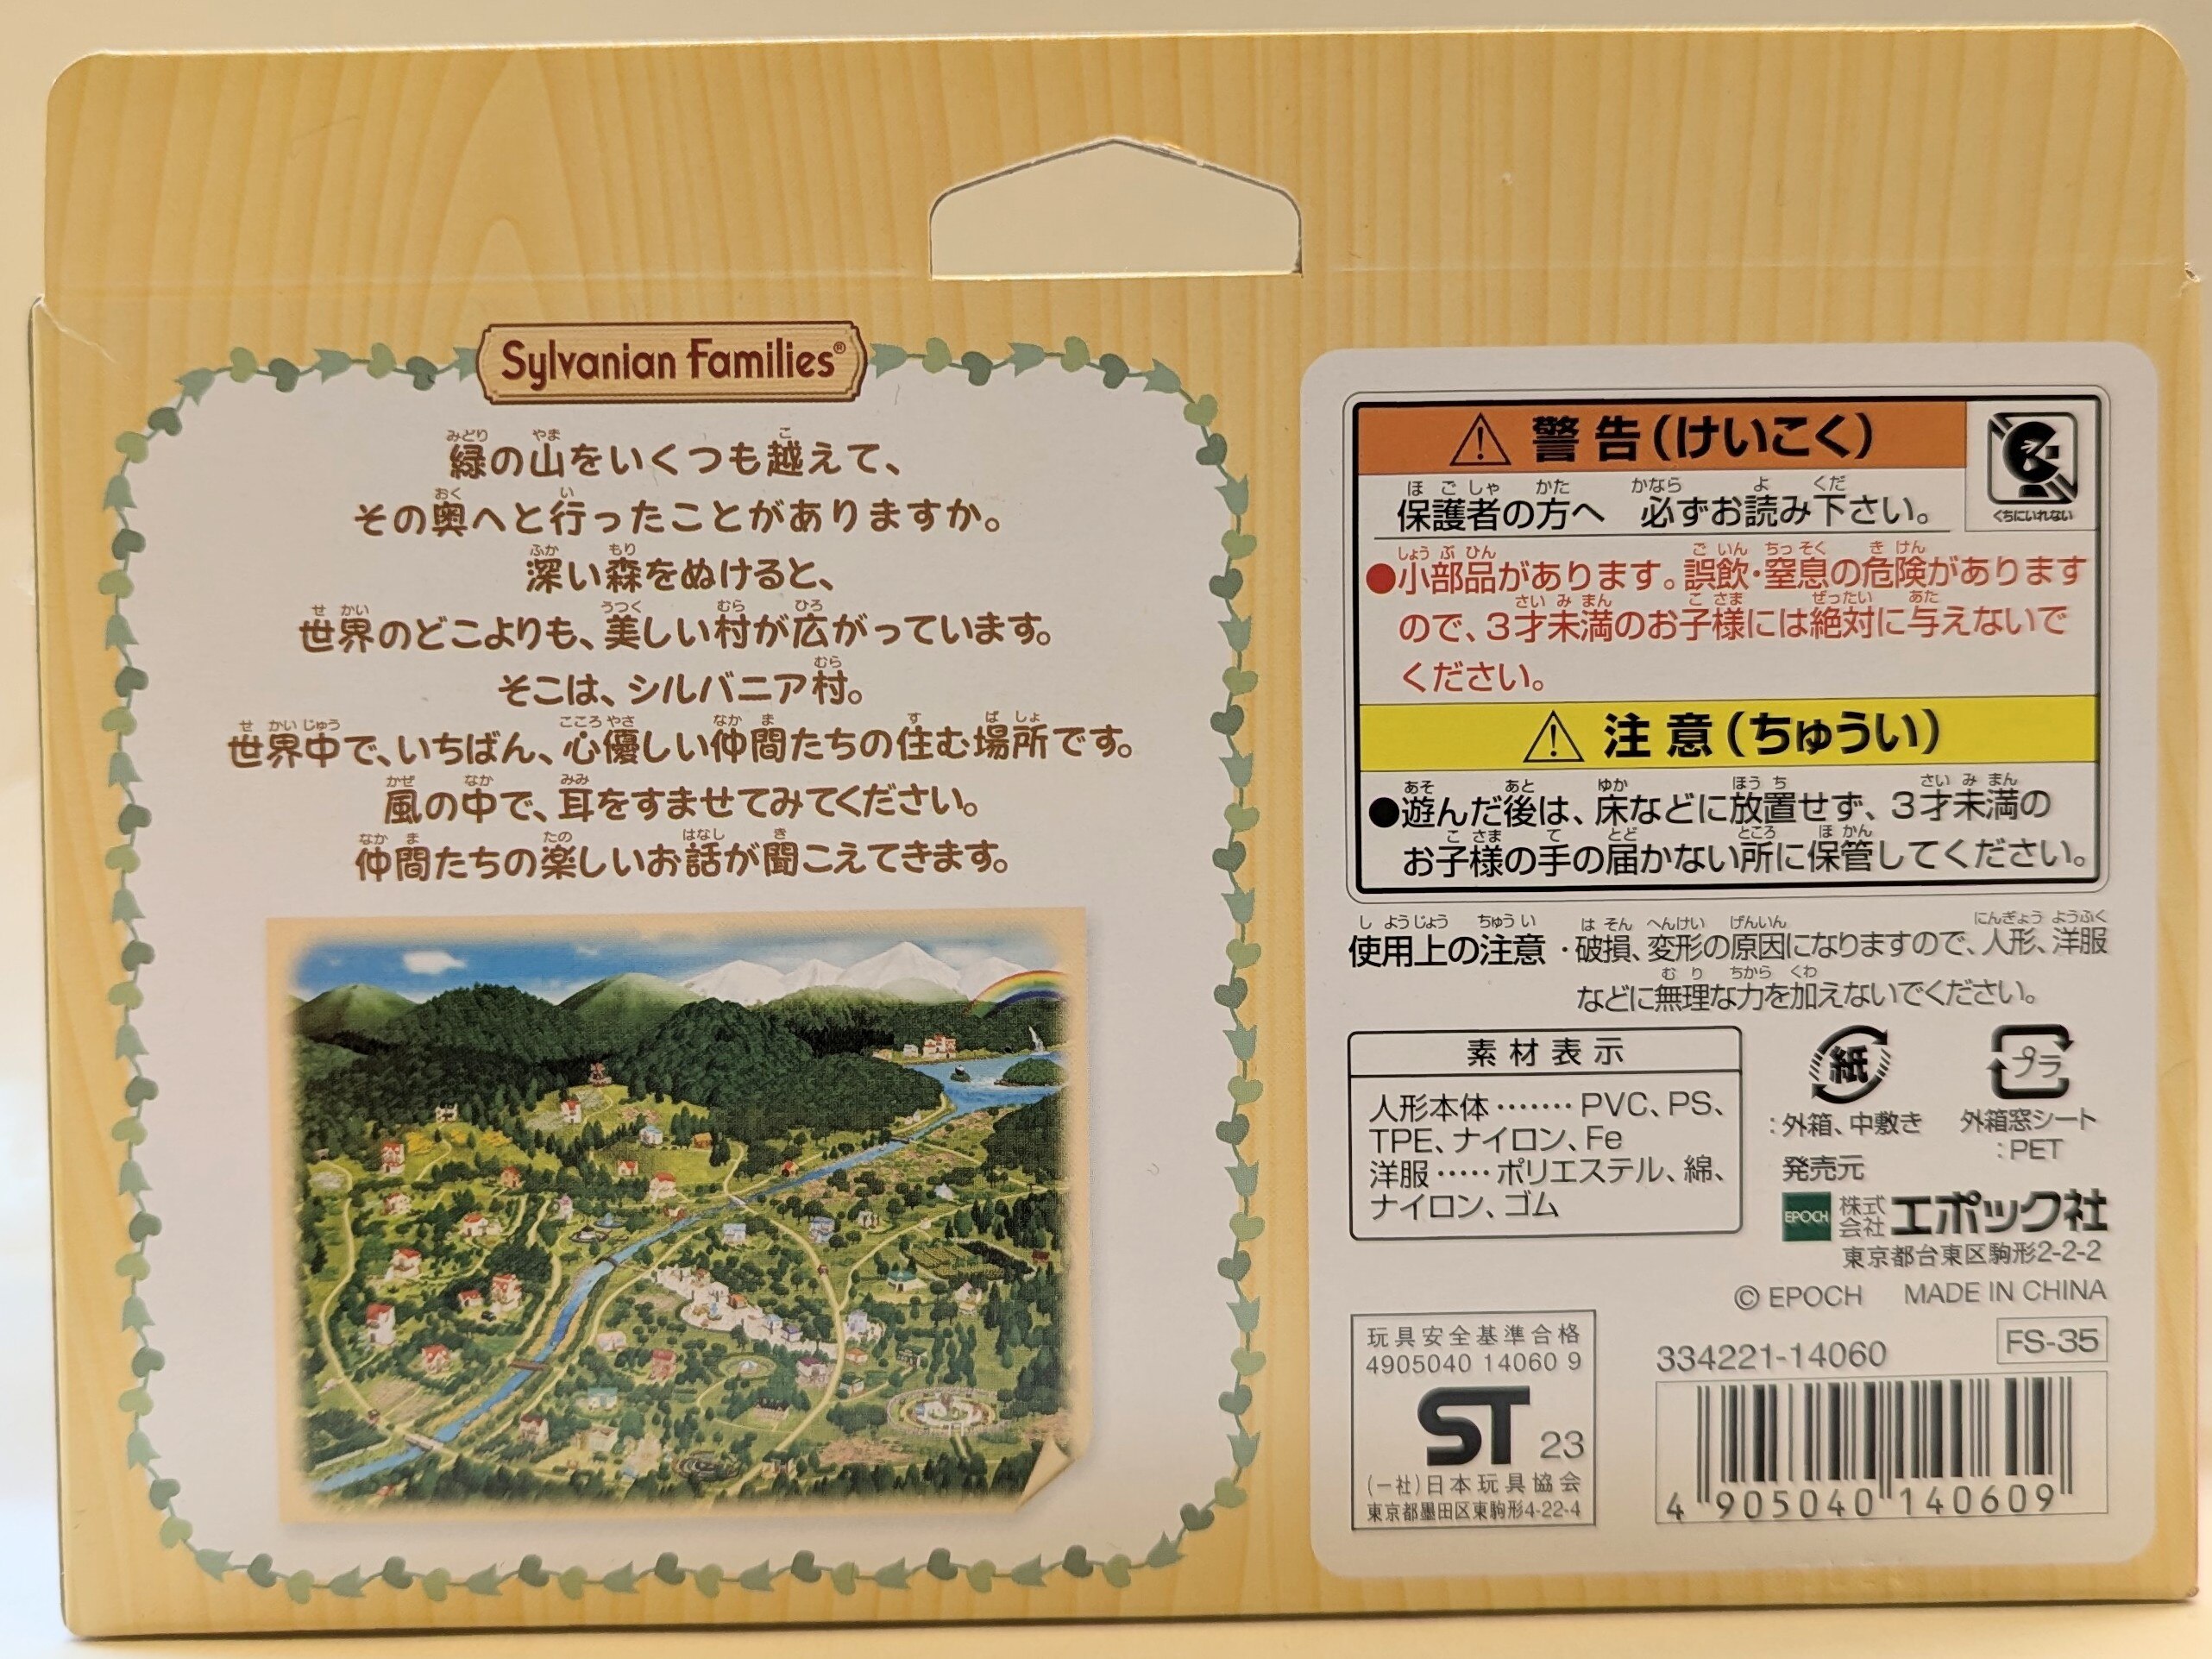 Sylvanian Families®
緑の山をいくつも越えて、
その奥へと行ったことがありますか。
深い森をぬけると、
世界のどこよりも、美しい村が広がっています。
そこは、シルバニア村。
世界中で、いちばん、心優しい仲間たちの住む場所です。
風の中で、耳をすませてみてください。
仲間たちの楽しいお話が聞こえてきます。
警告(けいこく)
くちにいれない
保護者の方へ 必ずお読み下さい。
●小部品があります。誤飲・窒息の危険があります
ので、3才未満のお子様には絶対に与えないで
ください。
注意(ちゅうい)
●遊んだ後は、床などに放置せず、3才未満の
お子様の手の届かない所に保管してください。
使用上の注意 ・破損、変形の原因になりますので、人形、洋服
などに無理な力を加えないでください。
素材表示
人形本体‥‥‥‥PVC、PS、
TPE、ナイロン、Fe
洋服‥‥‥ポリエステル、綿、
ナイロン、ゴム
紙
:外箱、中敷き
プラ
外箱窓シート
:PET
発売元
EPOCH 株式会社 エポック社
東京都台東区駒形2-2-2
© EPOCH MADE IN CHINA
玩具安全基準合格
4905040 14060 9
ST 23
(一社)日本玩具協会
東京都墨田区東駒形4-22-4
334221-14060
FS-35
4 905040 140609